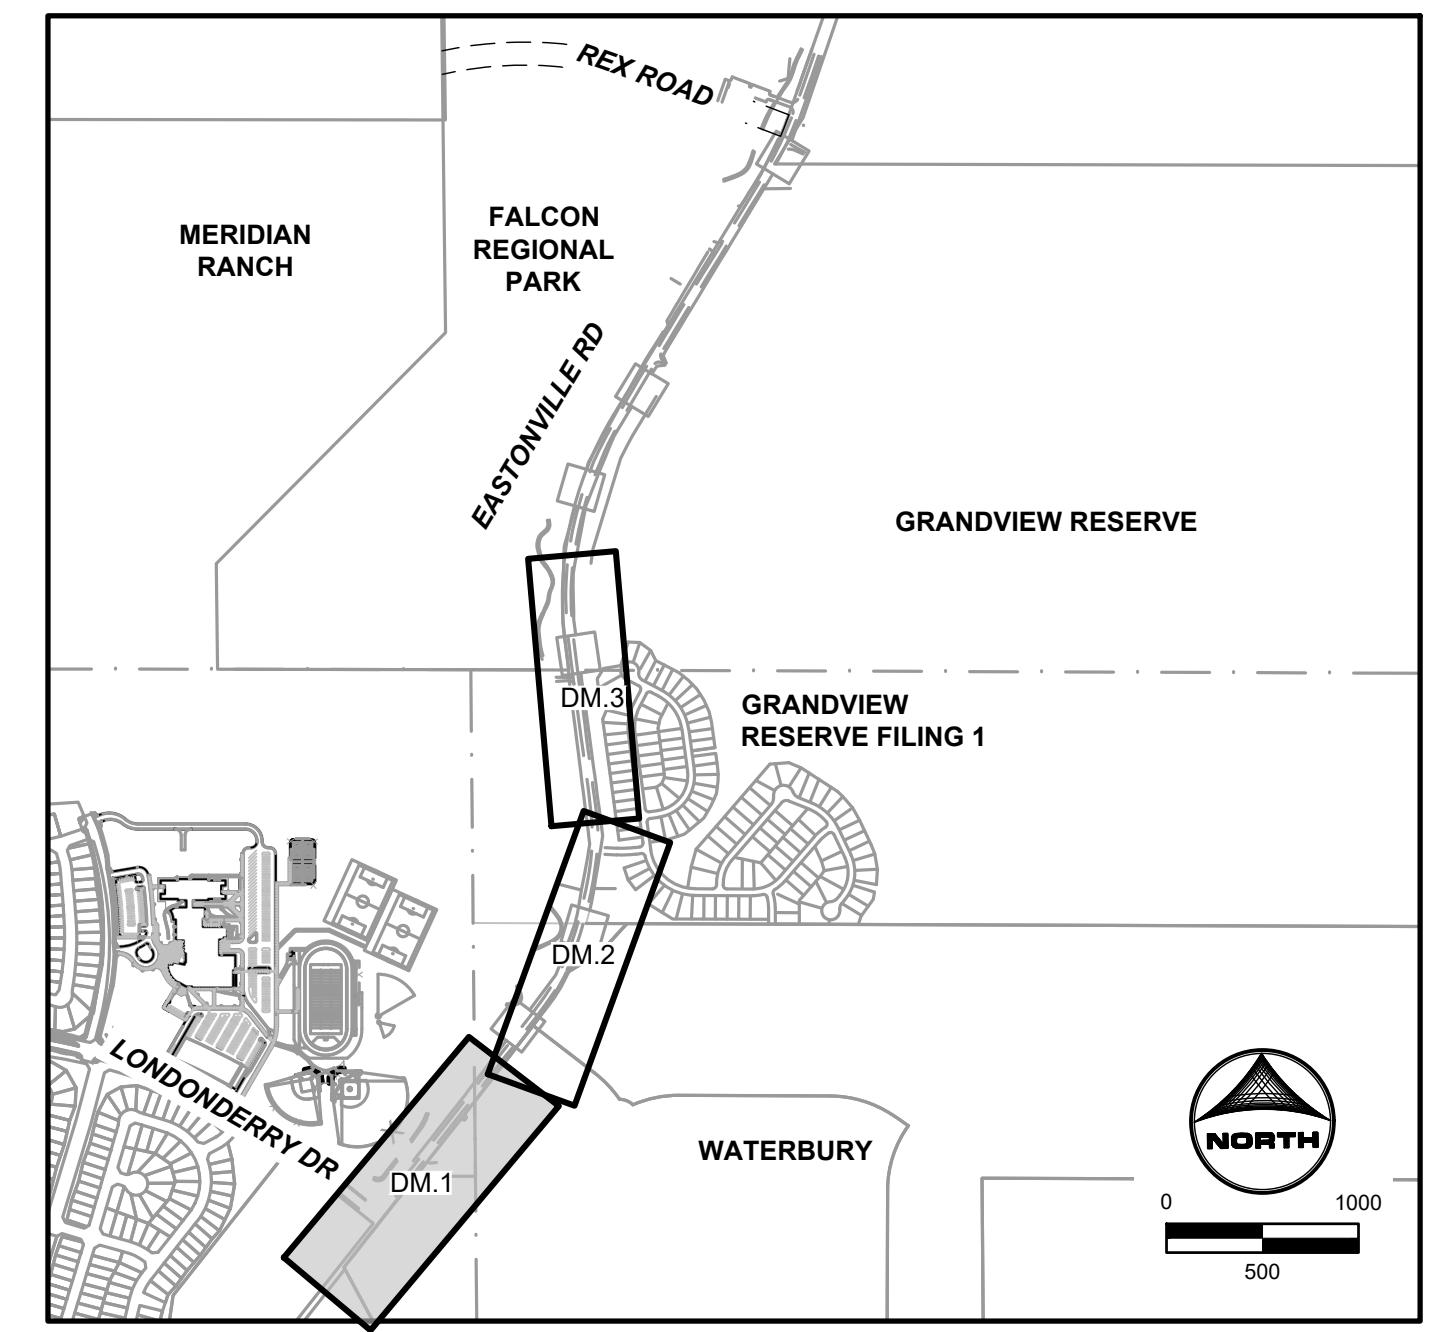 REX ROAD
MERIDIAN
RANCH
FALCON
REGIONAL
PARK
EASTONVILLE RD
GRANDVIEW RESERVE
DM.3
GRANDVIEW
RESERVE FILING 1
DM.2
LONDONDERRY DR
DM.1
WATERBURY
NORTH
0 1000
500